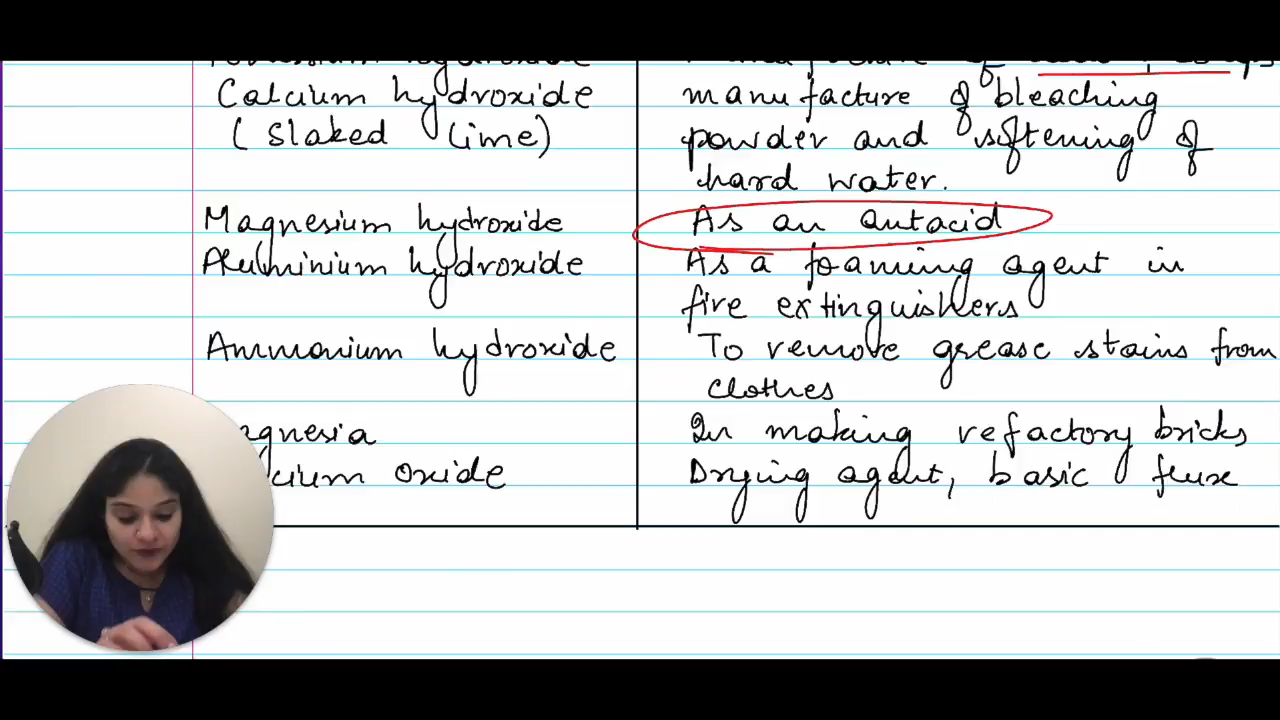 Calcium hydroxide manufacture of bleaching
(slaked lime) powder and softening of
hard water.
Magnesium hydroxide As an antacid
Aluminium hydroxide As a foaming agent in
fire extinguishers
Ammonium hydroxide To remove grease stains from
clothes
In making refactory bricks
oxide Drying agent, basic flux